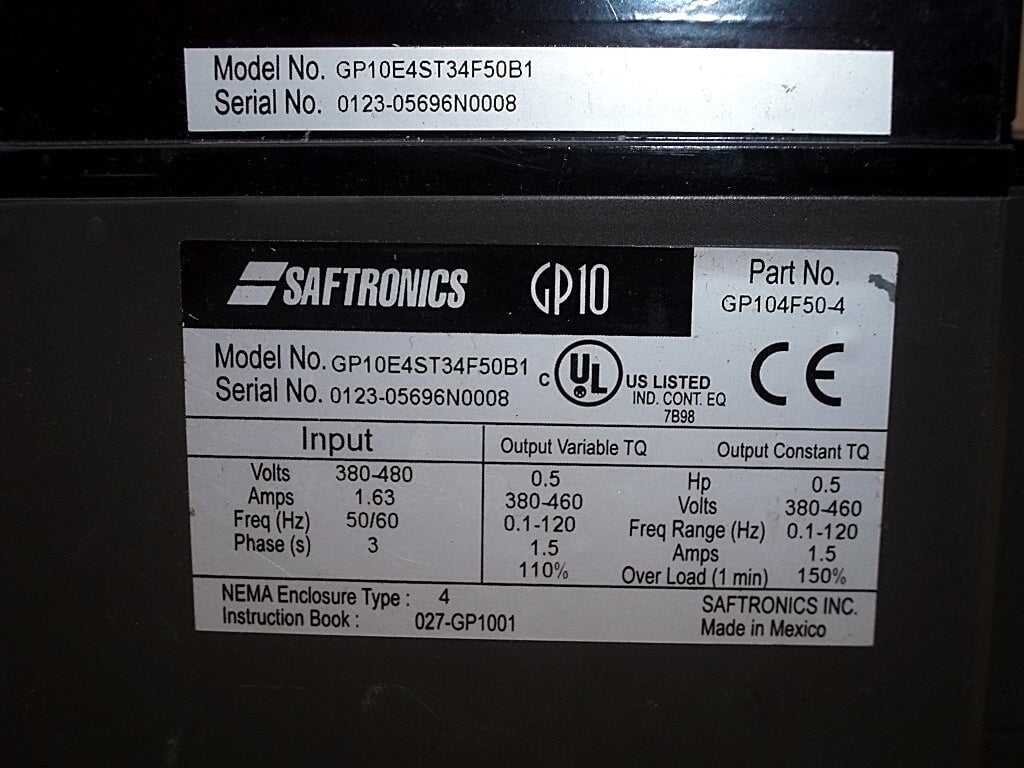 Model No. GP10E4ST34F50B1
Serial No. 0123-05696N0008
SAFTRONICS GP10
Part No.
GP104F50-4
Model No. GP10E4ST34F50B1
Serial No. 0123-05696N0008
C UL ® US LISTED
IND. CONT. EQ
7B98
CE
Input Output Variable TQ Output Constant TQ
Volts 380-480 0.5 Hp 0.5
Amps 1.63 380-460 Volts 380-460
Freq (Hz) 50/60 0.1-120 Freq Range (Hz) 0.1-120
Phase (s) 3 1.5 Amps 1.5
110% Over Load (1 min) 150%
NEMA Enclosure Type : 4 SAFTRONICS INC.
Instruction Book : 027-GP1001 Made in Mexico